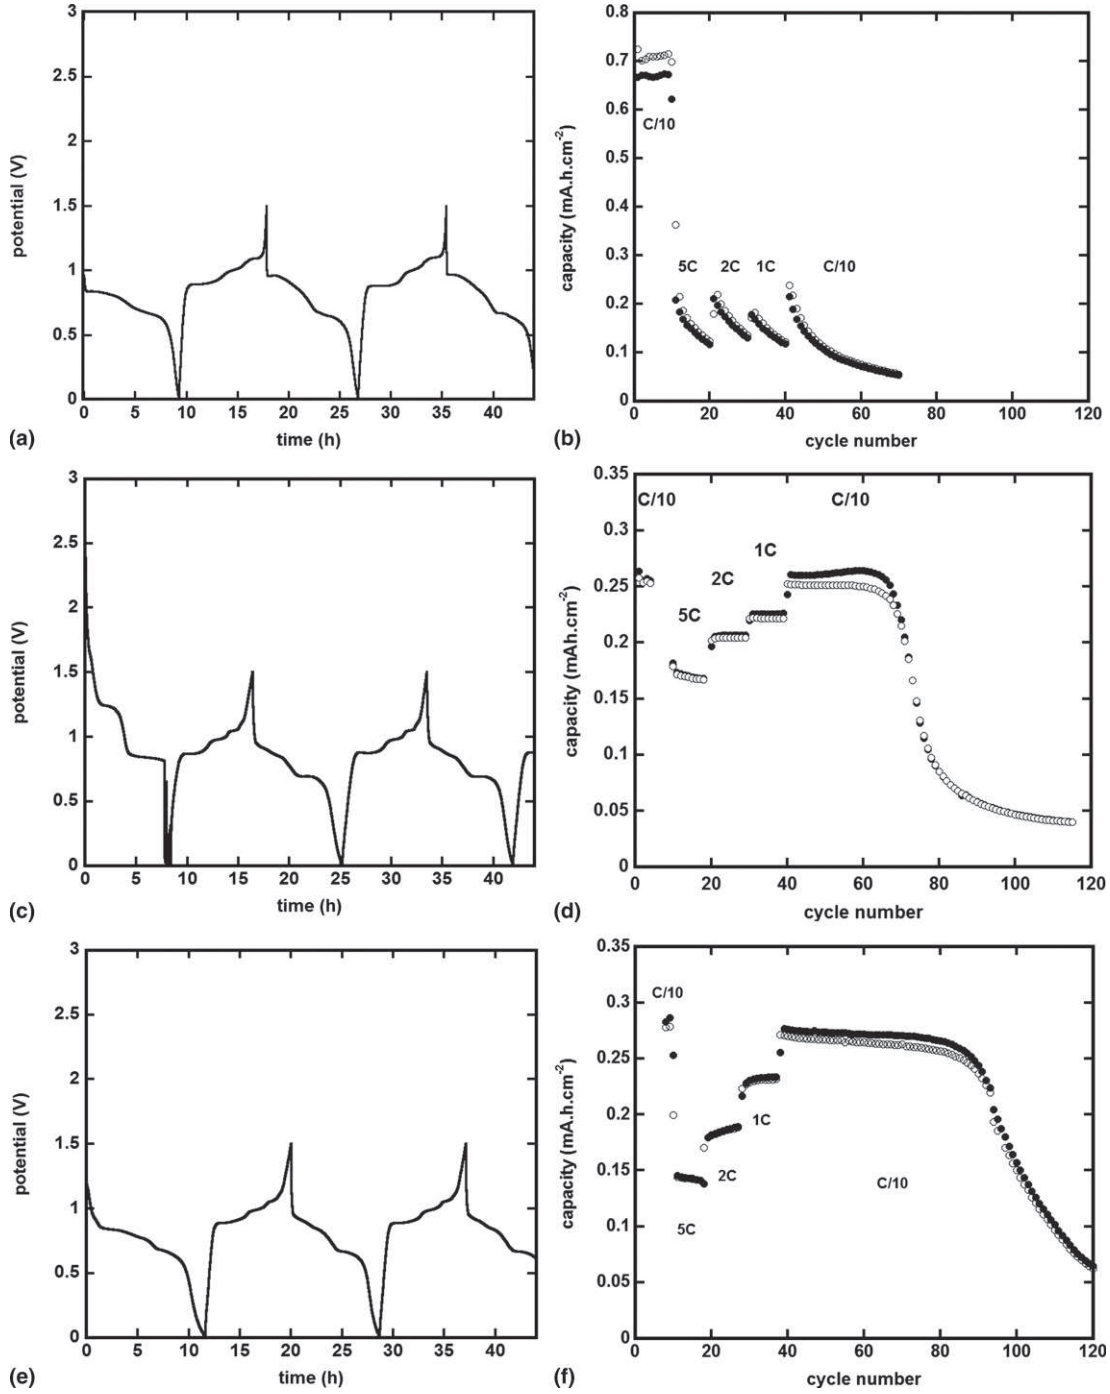 3
2.5
2
1.5
1
0.5
0
potential (V)
0 5 10 15 20 25 30 35 40
time (h)
(a)
0.8
0.7
0.6
0.5
0.4
0.3
0.2
0.1
0
capacity (mA.h.cm-2)
C/10
5C 2C 1C C/10
0 20 40 60 80 100 120
cycle number
(b)
3
2.5
2
1.5
1
0.5
0
potential (V)
0 5 10 15 20 25 30 35 40
time (h)
(c)
0.35
0.3
0.25
0.2
0.15
0.1
0.05
0
capacity (mAh.cm-2)
C/10 C/10
1C
2C
5C
0 20 40 60 80 100 120
cycle number
(d)
3
2.5
2
1.5
1
0.5
0
potential (V)
0 5 10 15 20 25 30 35 40
time (h)
(e)
0.35
0.3
0.25
0.2
0.15
0.1
0.05
0
capacity (mA.h.cm-2)
C/10
1C
2C
C/10
5C
0 20 40 60 80 100 120
cycle number
(f)